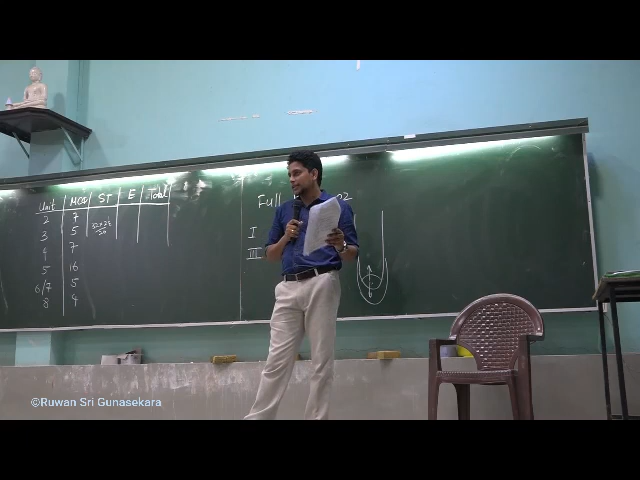 Unit MCQ ST E Total
2 7
3 5
4 7
5 16
6/7 5
8 4
Full 02
I
III
©Ruwan Sri Gunasekara